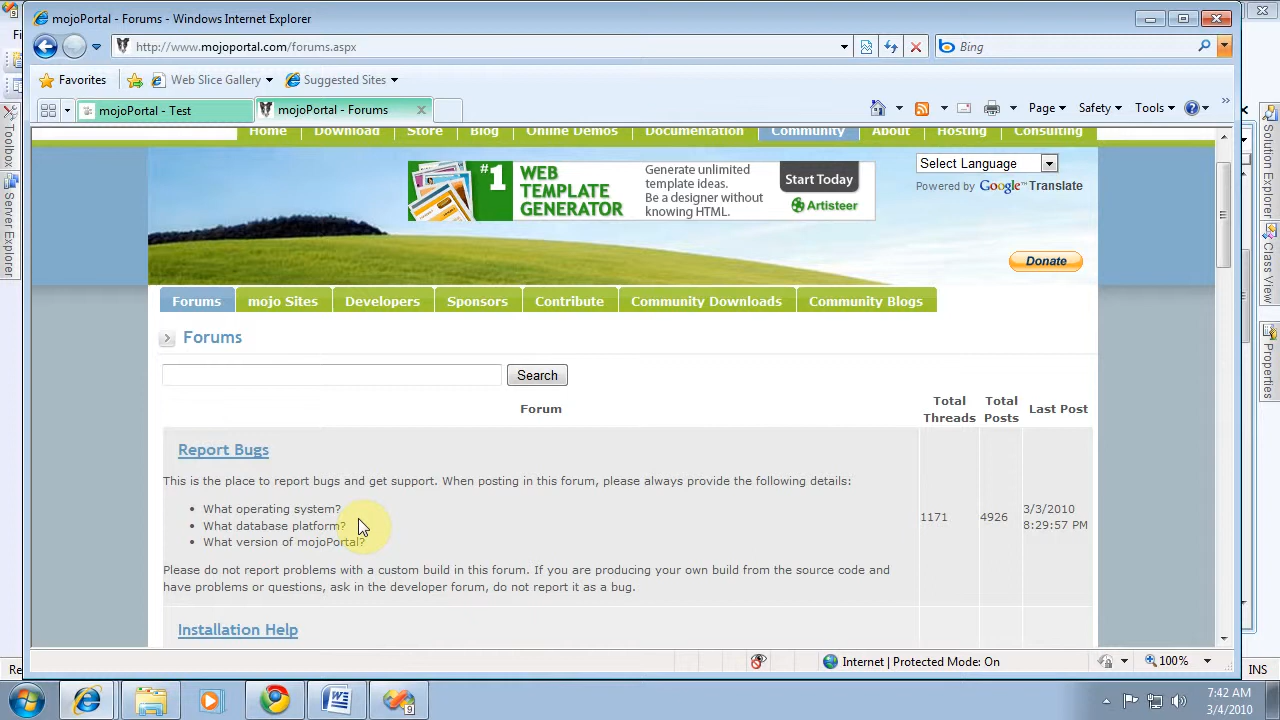 mojoPortal - Forums - Windows Internet Explorer
http://www.mojoportal.com/forums.aspx
Bing
Favorites
Web Slice Gallery
Suggested Sites
mojoPortal - Test
mojoPortal - Forums
Page
Safety
Tools
Home
Download
Store
Blog
Online Demos
Documentation
Community
About
Hosting
Consulting
#1 WEB
TEMPLATE
GENERATOR
Generate unlimited
template ideas.
Be a designer without
knowing HTML.
Start Today
Artisteer
Select Language
Powered by Google™ Translate
Donate
Forums
mojo Sites
Developers
Sponsors
Contribute
Community Downloads
Community Blogs
Forums
Search
Forum
Total
Threads
Total
Posts
Last Post
Report Bugs
This is the place to report bugs and get support. When posting in this forum, please always provide the following details:
What operating system?
What database platform?
What version of mojoPortal?
1171
4926
3/3/2010
8:29:57 PM
Please do not report problems with a custom build in this forum. If you are producing your own build from the source code and
have problems or questions, ask in the developer forum, do not report it as a bug.
Installation Help
Internet | Protected Mode: On
100%
Toolbox
Server Explorer
Solution Explorer
Class View
Properties
INS
7:42 AM
3/4/2010